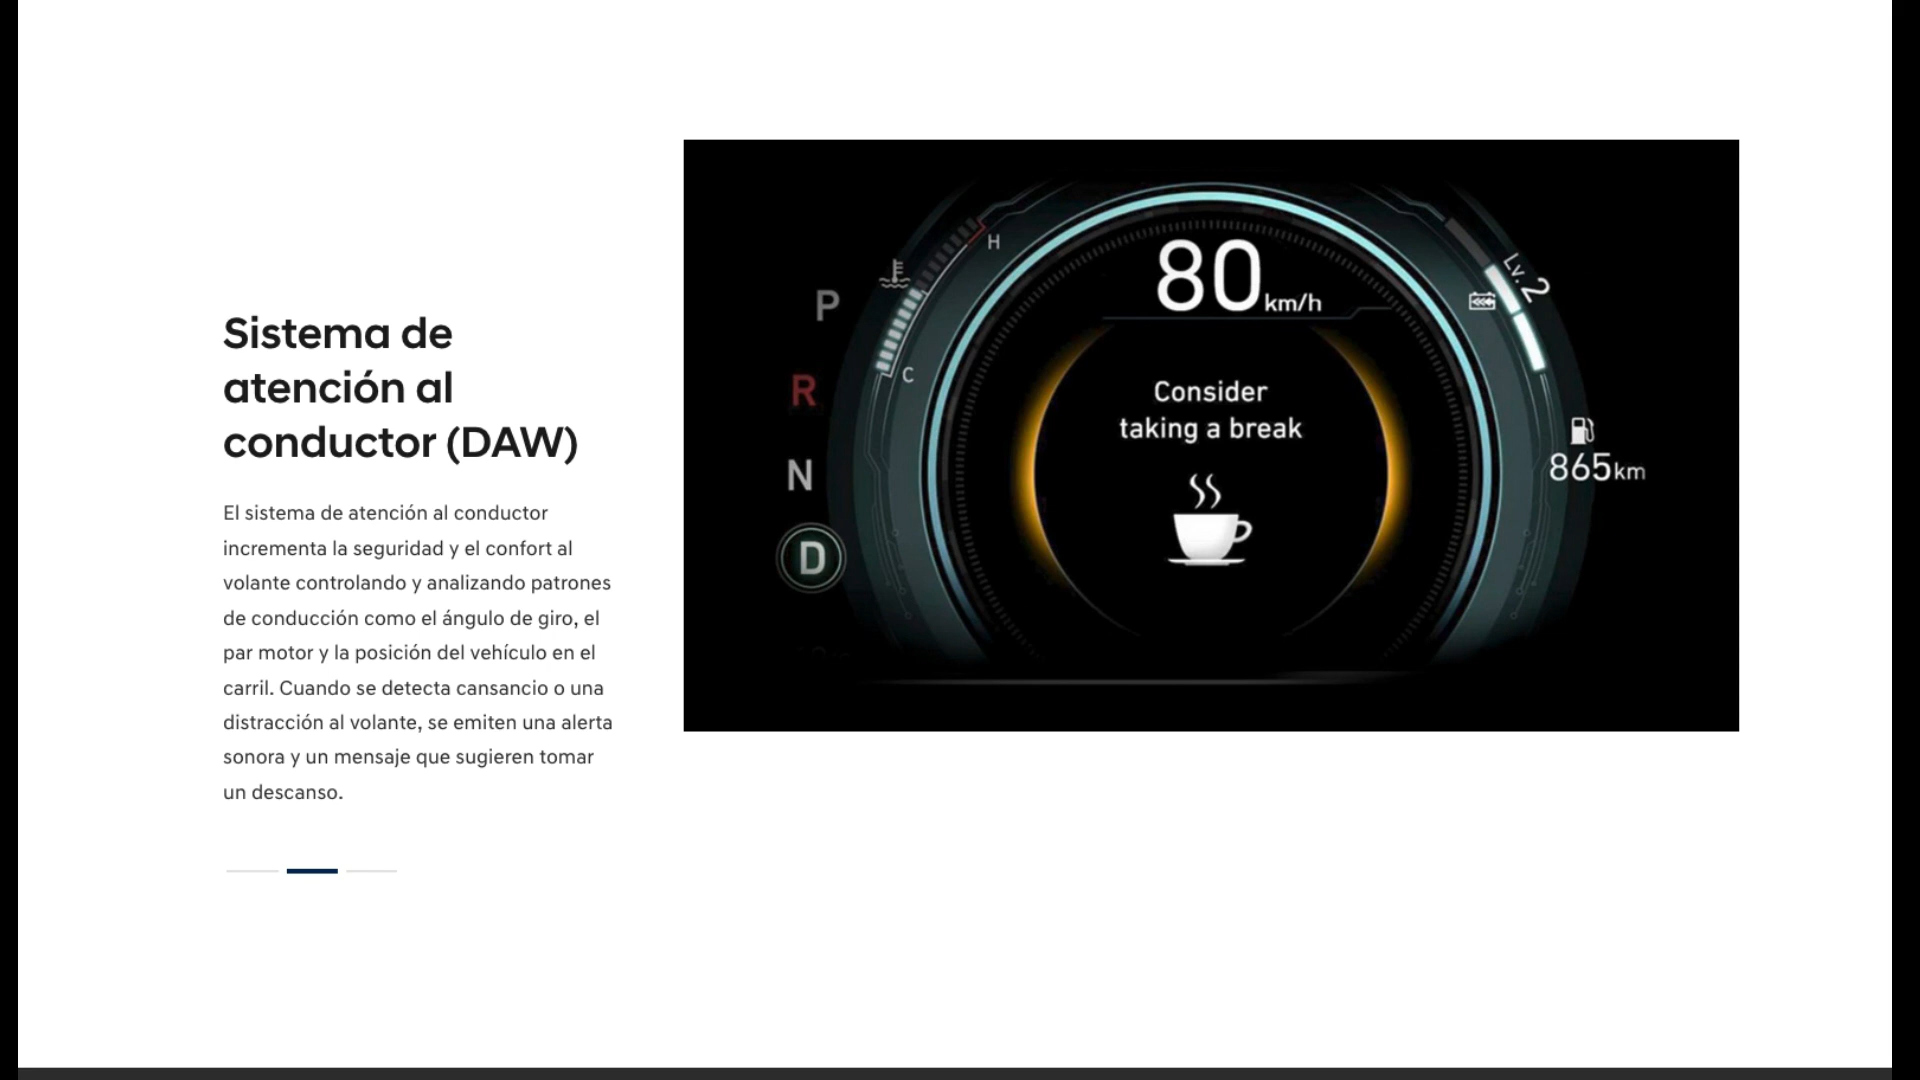 Sistema de
atención al
conductor (DAW)
El sistema de atención al conductor
incrementa la seguridad y el confort al
volante controlando y analizando patrones
de conducción como el ángulo de giro, el
par motor y la posición del vehículo en el
carril. Cuando se detecta cansancio o una
distracción al volante, se emiten una alerta
sonora y un mensaje que sugieren tomar
un descanso.
80 km/h
H
C
P
R
N
D
Consider
taking a break
Lv.2
865km